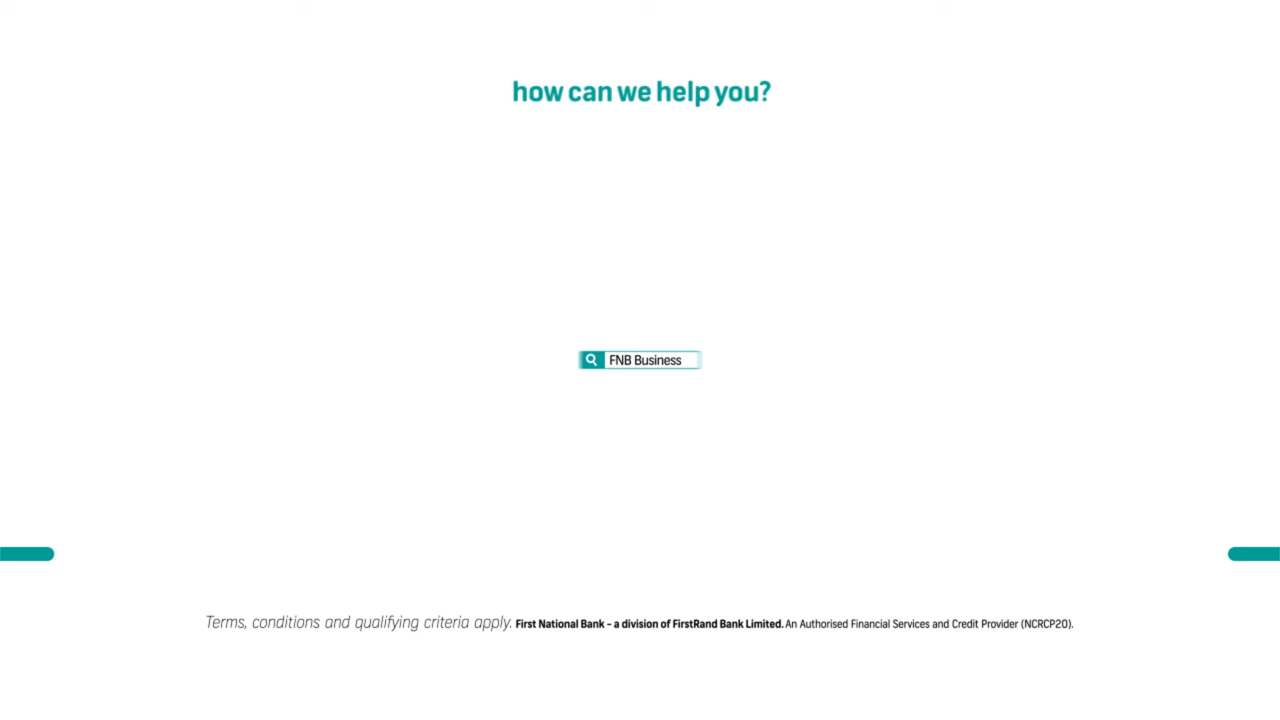 how can we help you?
FNB Business
Terms, conditions and qualifying criteria apply. First National Bank - a division of FirstRand Bank Limited. An Authorised Financial Services and Credit Provider (NCRCP20).